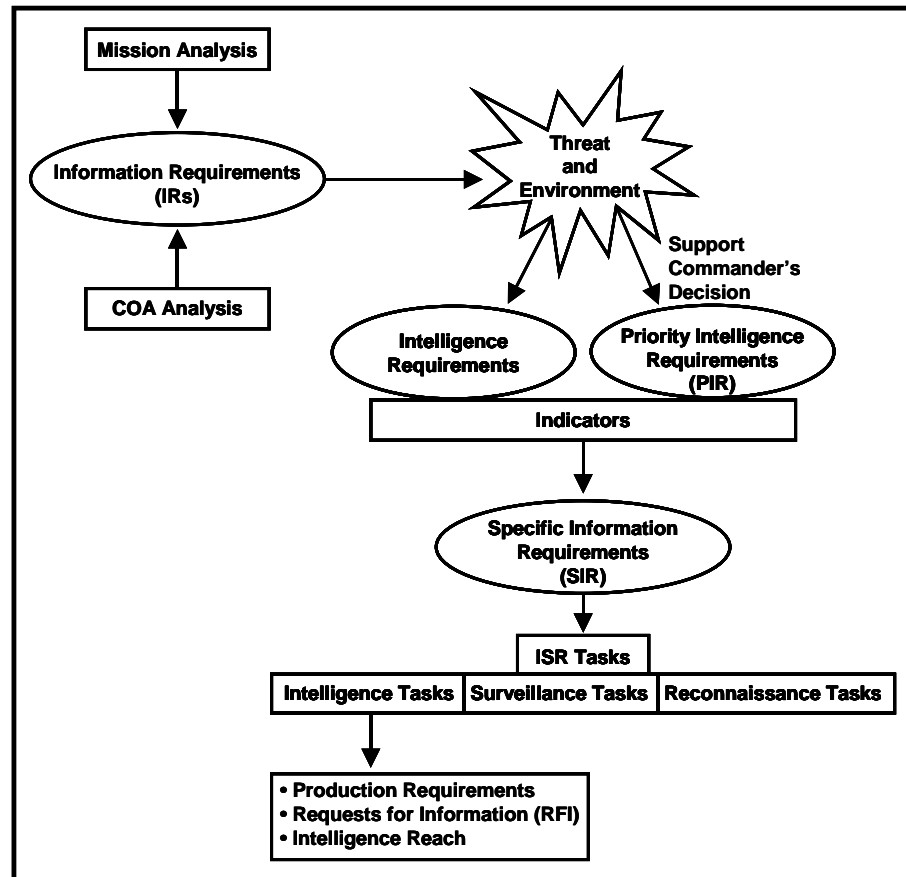 Mission Analysis
Information Requirements
(IRs)
COA Analysis
Threat
and
Environment
Support
Commander's
Decision
Intelligence
Requirements
Priority Intelligence
Requirements
(PIR)
Indicators
Specific Information
Requirements
(SIR)
ISR Tasks
Intelligence Tasks
Surveillance Tasks
Reconnaissance Tasks
• Production Requirements
• Requests for Information (RFI)
• Intelligence Reach